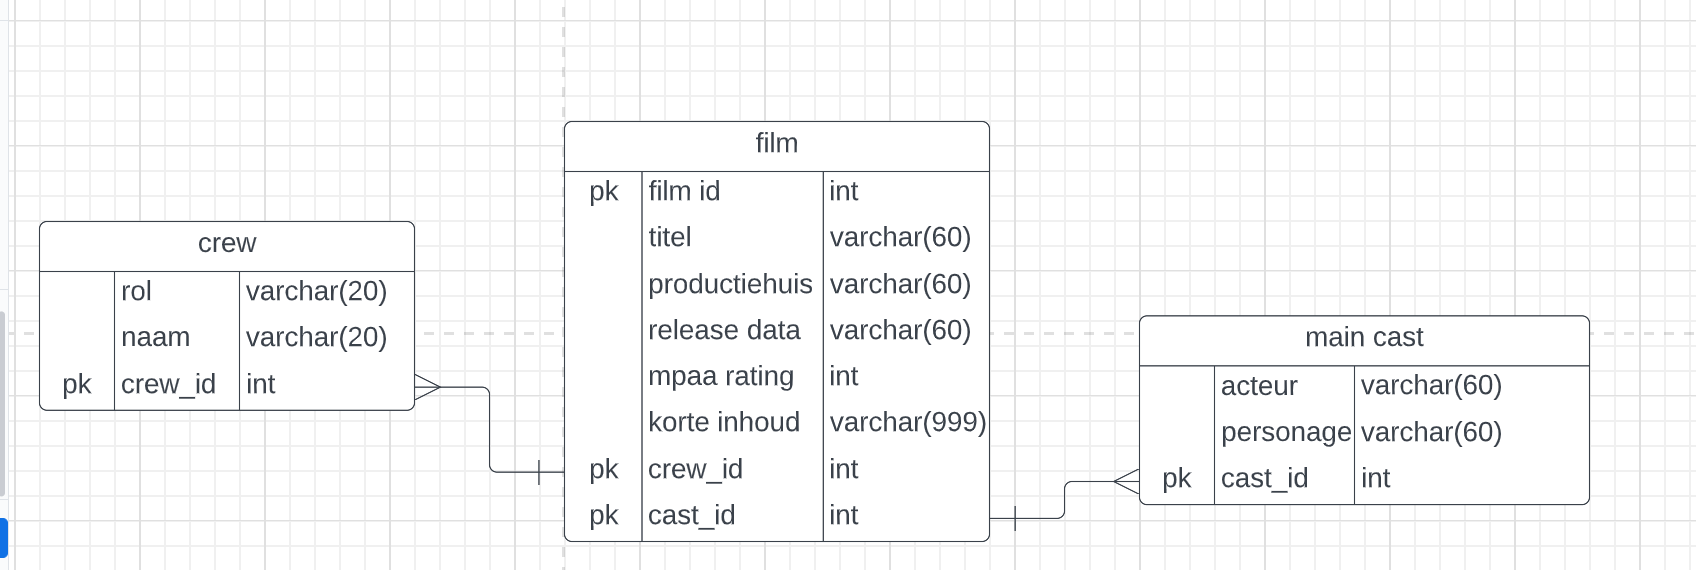 crew
rol varchar(20)
naam varchar(20)
pk crew_id int
film
pk film id int
titel varchar(60)
productiehuis varchar(60)
release data varchar(60)
mpaa rating int
korte inhoud varchar(999)
pk crew_id int
pk cast_id int
main cast
acteur varchar(60)
personage varchar(60)
pk cast_id int